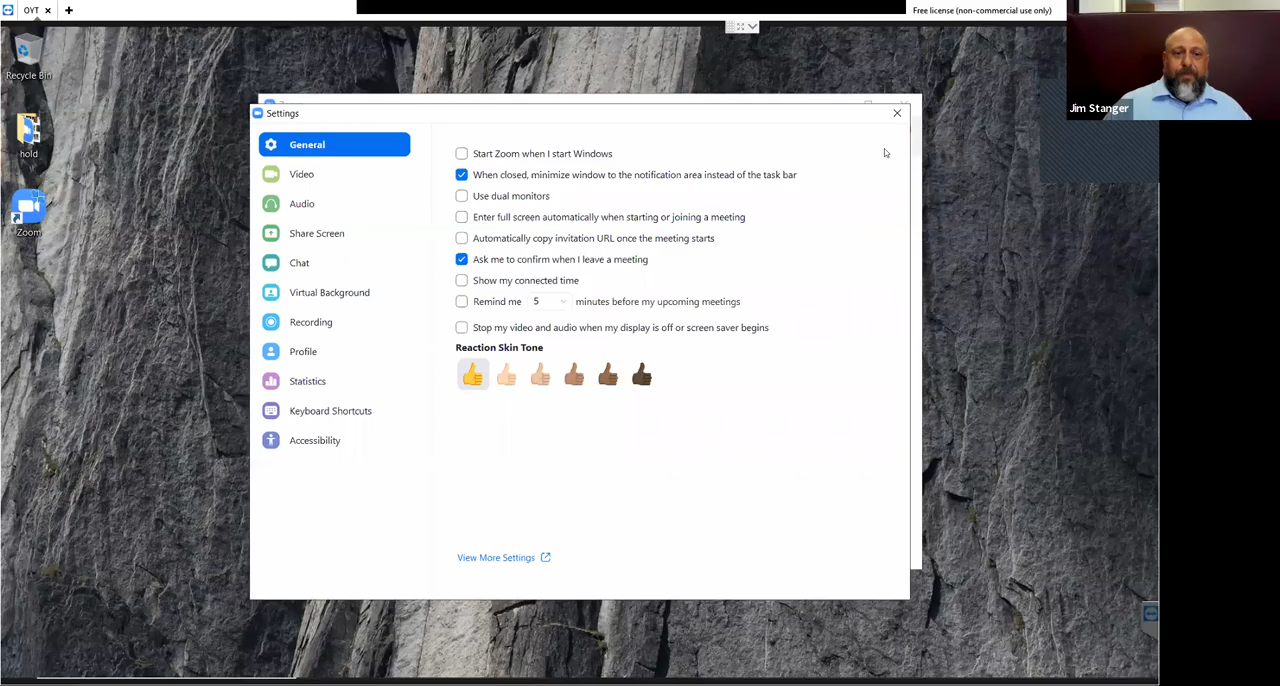 OYT
Free license (non-commercial use only)
Recycle Bin
hold
Zoom
Jim Stanger
Settings
General
Video
Audio
Share Screen
Chat
Virtual Background
Recording
Profile
Statistics
Keyboard Shortcuts
Accessibility
Start Zoom when I start Windows
When closed, minimize window to the notification area instead of the task bar
Use dual monitors
Enter full screen automatically when starting or joining a meeting
Automatically copy invitation URL once the meeting starts
Ask me to confirm when I leave a meeting
Show my connected time
Remind me 5 minutes before my upcoming meetings
Stop my video and audio when my display is off or screen saver begins
Reaction Skin Tone
View More Settings